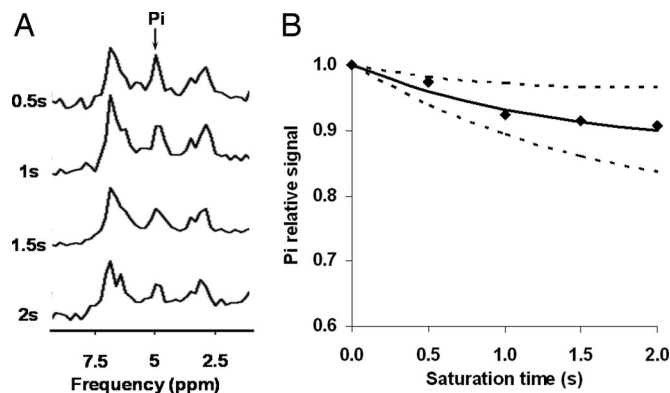 A
Pi
0.5s
1s
1.5s
2s
7.5 5 2.5
Frequency (ppm)
B
Pi relative signal
1.0
0.9
0.8
0.7
0.6
0.0 0.5 1.0 1.5 2.0
Saturation time (s)